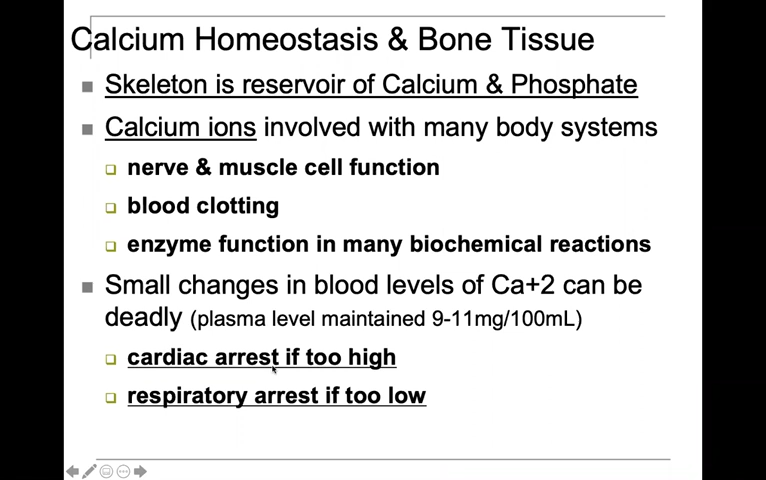 Calcium Homeostasis & Bone Tissue
Skeleton is reservoir of Calcium & Phosphate
Calcium ions involved with many body systems
nerve & muscle cell function
blood clotting
enzyme function in many biochemical reactions
Small changes in blood levels of Ca+2 can be
deadly (plasma level maintained 9-11mg/100mL)
cardiac arrest if too high
respiratory arrest if too low